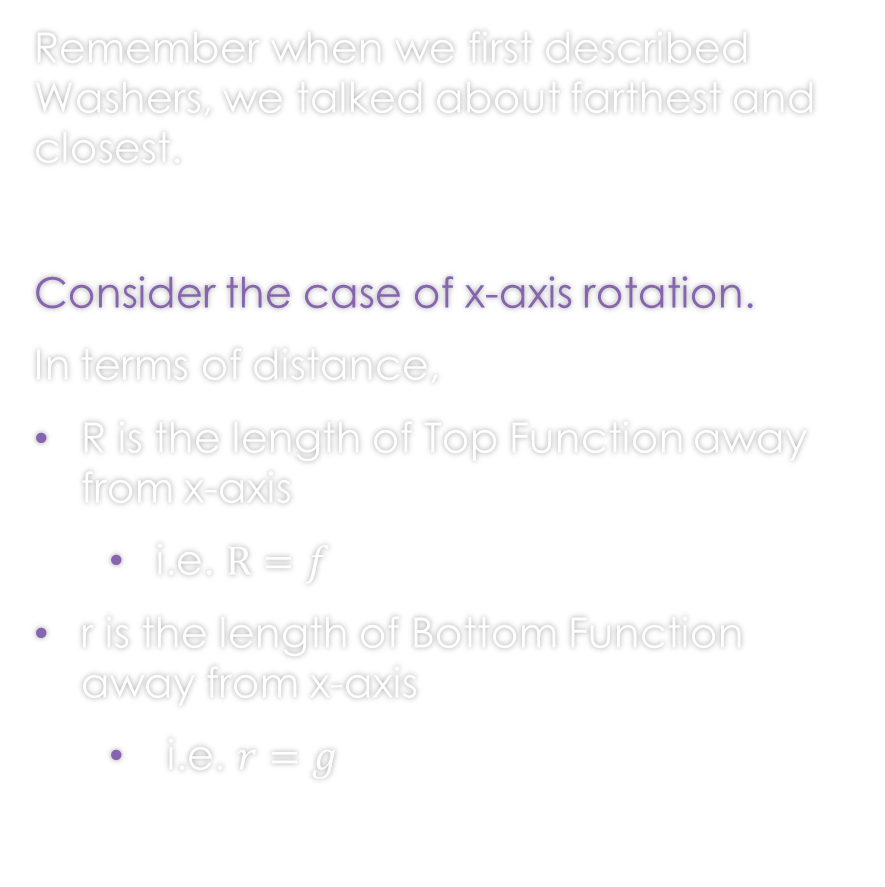 Remember when we first described
Washers, we talked about farthest and
closest.
Consider the case of x-axis rotation.
In terms of distance,
• R is the length of Top Function away
from x-axis
• i.e. R = f
• r is the length of Bottom Function
away from x-axis
• i.e. r = g